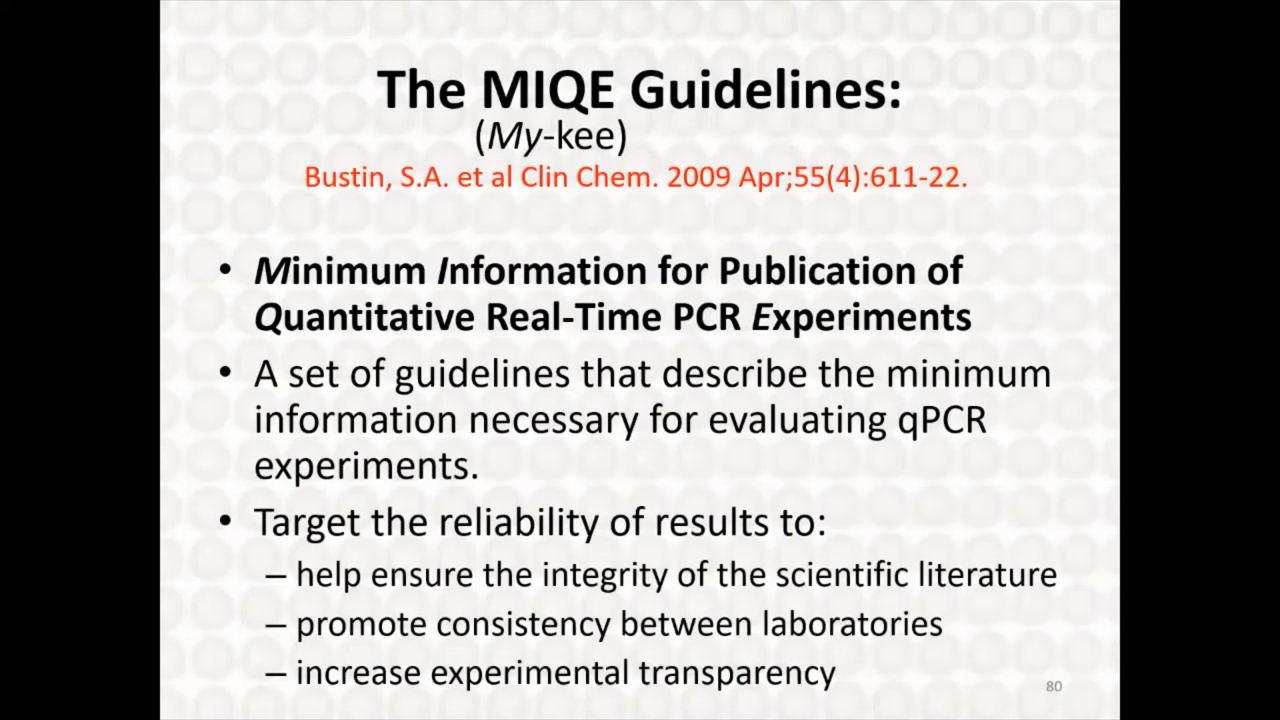 The MIQE Guidelines:
(My-kee)
Bustin, S.A. et al Clin Chem. 2009 Apr;55(4):611-22.
• Minimum Information for Publication of
Quantitative Real-Time PCR Experiments
• A set of guidelines that describe the minimum
information necessary for evaluating qPCR
experiments.
• Target the reliability of results to:
– help ensure the integrity of the scientific literature
– promote consistency between laboratories
– increase experimental transparency
80